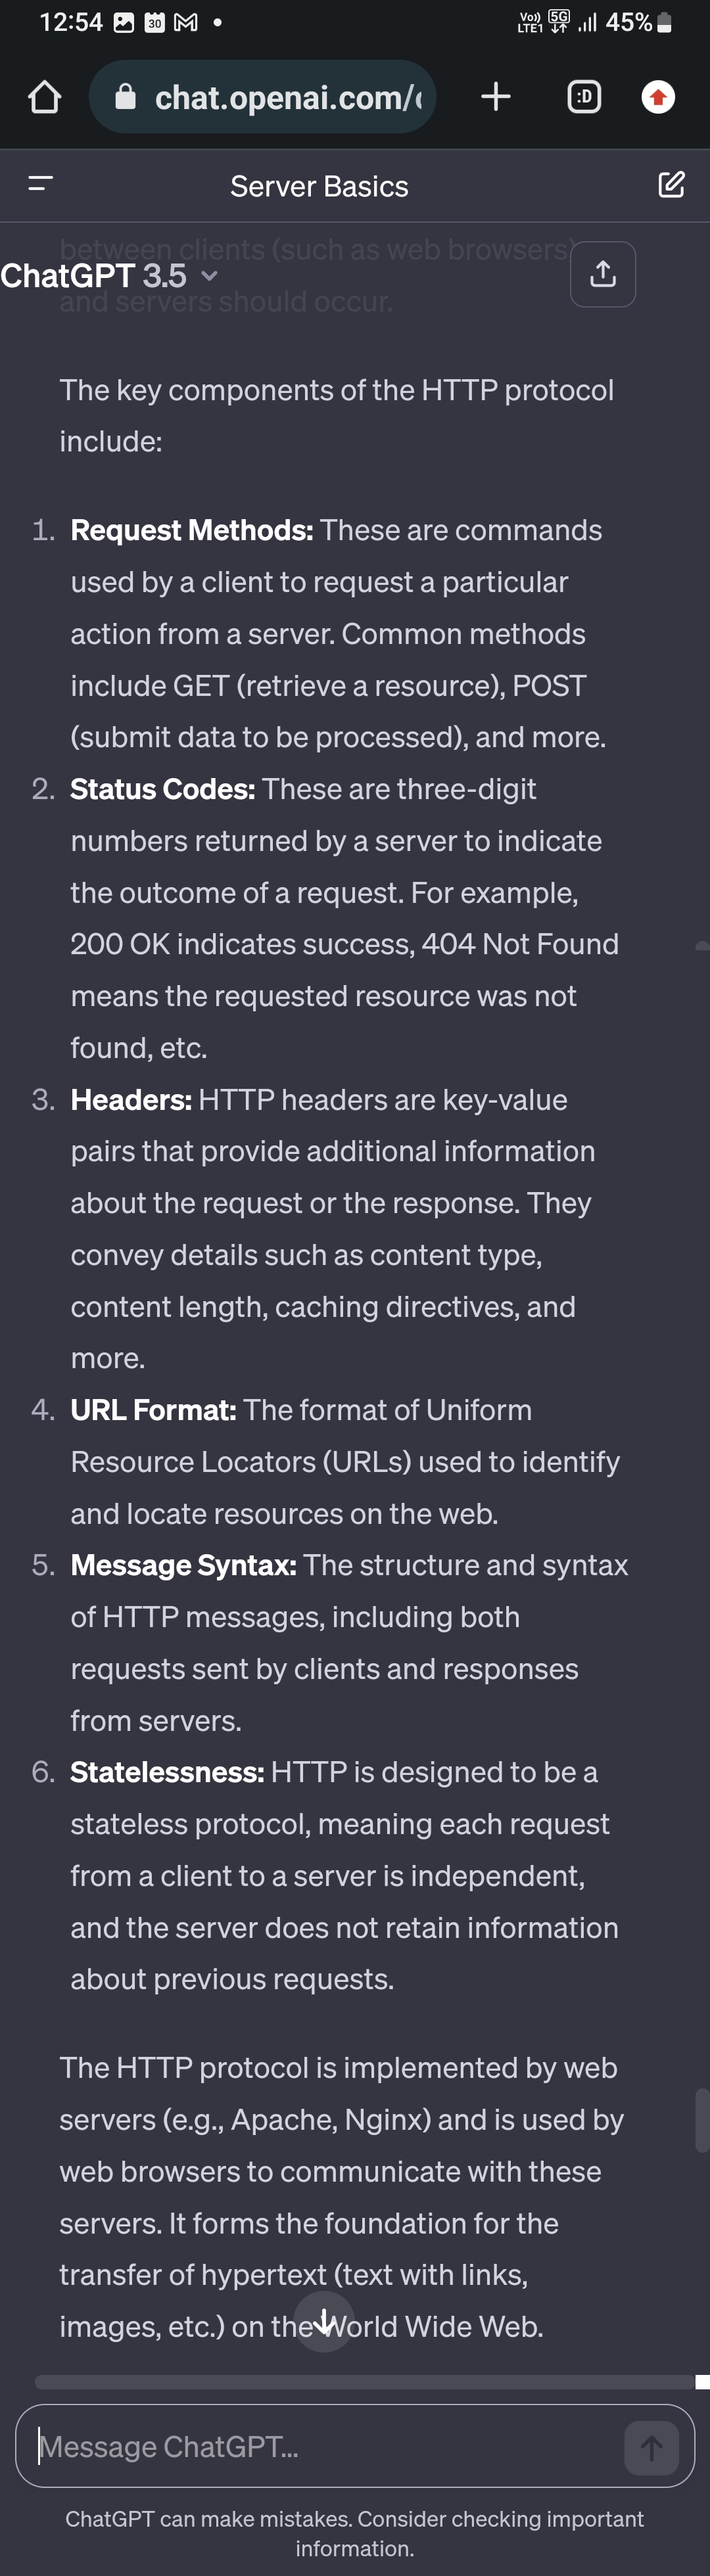 12:54 30 Vo)) LTE1 5G 45%
chat.openai.com/c
:D
Server Basics
between clients (such as web browsers)
ChatGPT 3.5
and servers should occur.
The key components of the HTTP protocol
include:
1. Request Methods: These are commands
used by a client to request a particular
action from a server. Common methods
include GET (retrieve a resource), POST
(submit data to be processed), and more.
2. Status Codes: These are three-digit
numbers returned by a server to indicate
the outcome of a request. For example,
200 OK indicates success, 404 Not Found
means the requested resource was not
found, etc.
3. Headers: HTTP headers are key-value
pairs that provide additional information
about the request or the response. They
convey details such as content type,
content length, caching directives, and
more.
4. URL Format: The format of Uniform
Resource Locators (URLs) used to identify
and locate resources on the web.
5. Message Syntax: The structure and syntax
of HTTP messages, including both
requests sent by clients and responses
from servers.
6. Statelessness: HTTP is designed to be a
stateless protocol, meaning each request
from a client to a server is independent,
and the server does not retain information
about previous requests.
The HTTP protocol is implemented by web
servers (e.g., Apache, Nginx) and is used by
web browsers to communicate with these
servers. It forms the foundation for the
transfer of hypertext (text with links,
images, etc.) on the World Wide Web.
Message ChatGPT...
ChatGPT can make mistakes. Consider checking important
information.